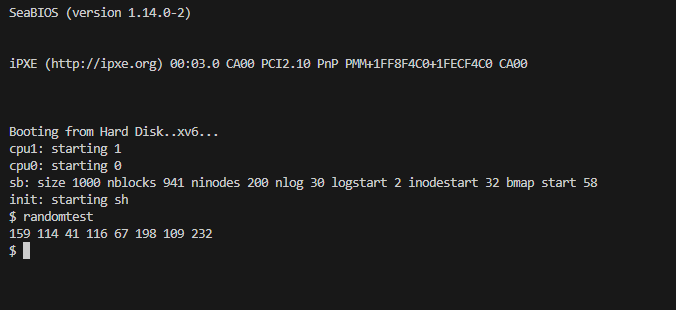 SeaBIOS (version 1.14.0-2)
iPXE (http://ipxe.org) 00:03.0 CA00 PCI2.10 PnP PMM+1FF8F4C0+1FECF4C0 CA00
Booting from Hard Disk..xv6...
cpu1: starting 1
cpu0: starting 0
sb: size 1000 nblocks 941 ninodes 200 nlog 30 logstart 2 inodestart 32 bmap start 58
init: starting sh
$ randomtest
159 114 41 116 67 198 109 232
$